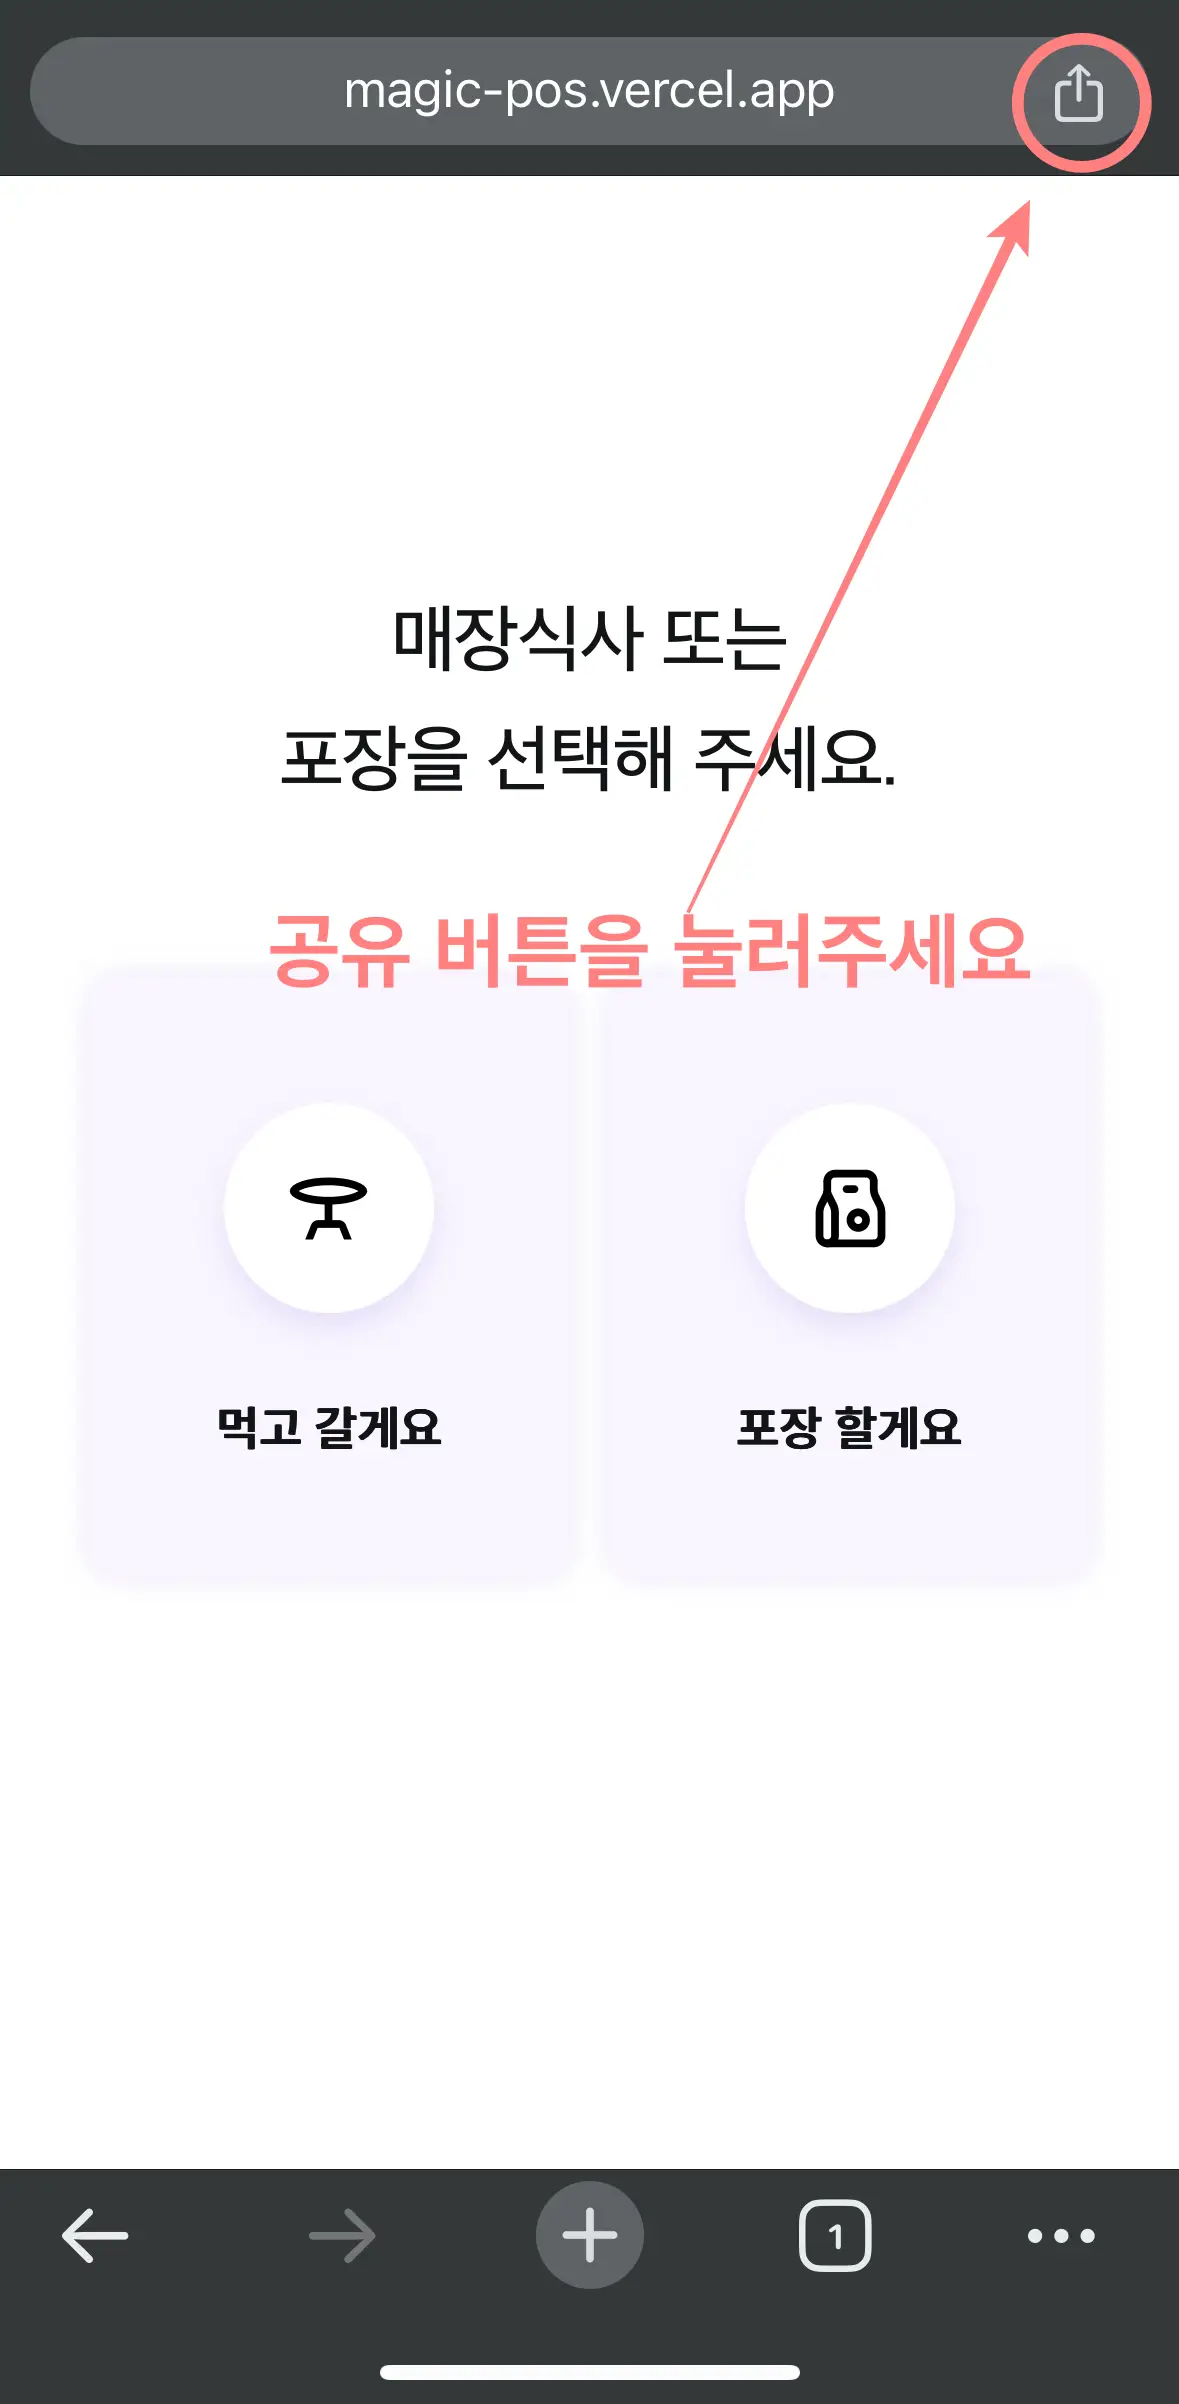 magic-pos.vercel.app
매장식사 또는
포장을 선택해 주세요.
공유 버튼을 눌러주세요
먹고 갈게요
포장 할게요
1